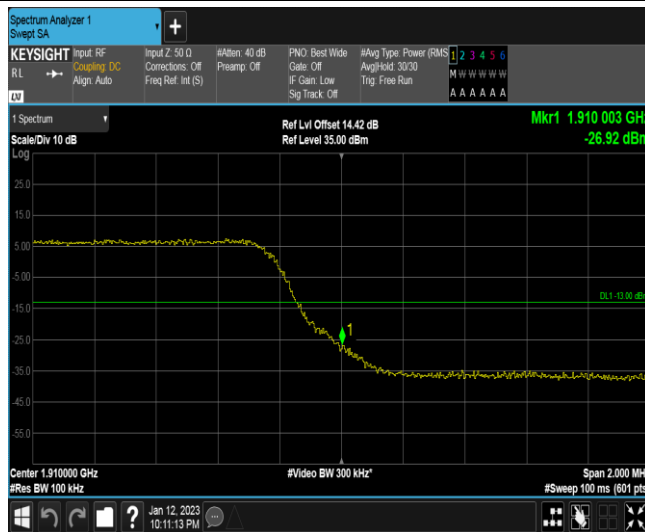 Spectrum Analyzer 1
Swept SA
+
KEYSIGHT
RL
LXI
Input: RF
Coupling: DC
Align: Auto
Input Z: 50 Ω
Corrections: Off
Freq Ref: Int (S)
#Atten: 40 dB
Preamp: Off
PNO: Best Wide
Gate: Off
IF Gain: Low
Sig Track: Off
#Avg Type: Power (RMS
Avg|Hold: 30/30
Trig: Free Run
1 2 3 4 5 6
M W W W W W
A A A A A A
1 Spectrum
Scale/Div 10 dB
Log
Ref Lvl Offset 14.42 dB
Ref Level 35.00 dBm
Mkr1 1.910 003 GHz
-26.92 dBm
25.0
15.0
5.00
-5.00
-15.0
-25.0
-35.0
-45.0
-55.0
DL1 -13.00 dBm
1
Center 1.910000 GHz
#Res BW 100 kHz
#Video BW 300 kHz*
Span 2.000 MH
#Sweep 100 ms (601 pts
?
Jan 12, 2023
10:11:13 PM